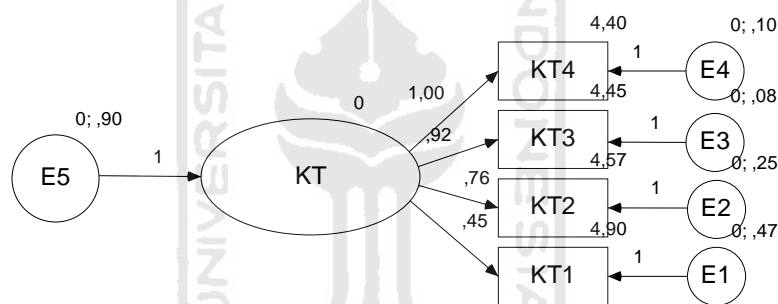 4,40
0; ,10
KT4
1
E4
1,00
0
0; ,90
4,45
0; ,08
,92
KT3
1
E3
E5
1
KT
4,57
0; ,25
,76
KT2
1
E2
,45
4,90
0; ,47
KT1
1
E1
UNIVERSITA
NDONESIA